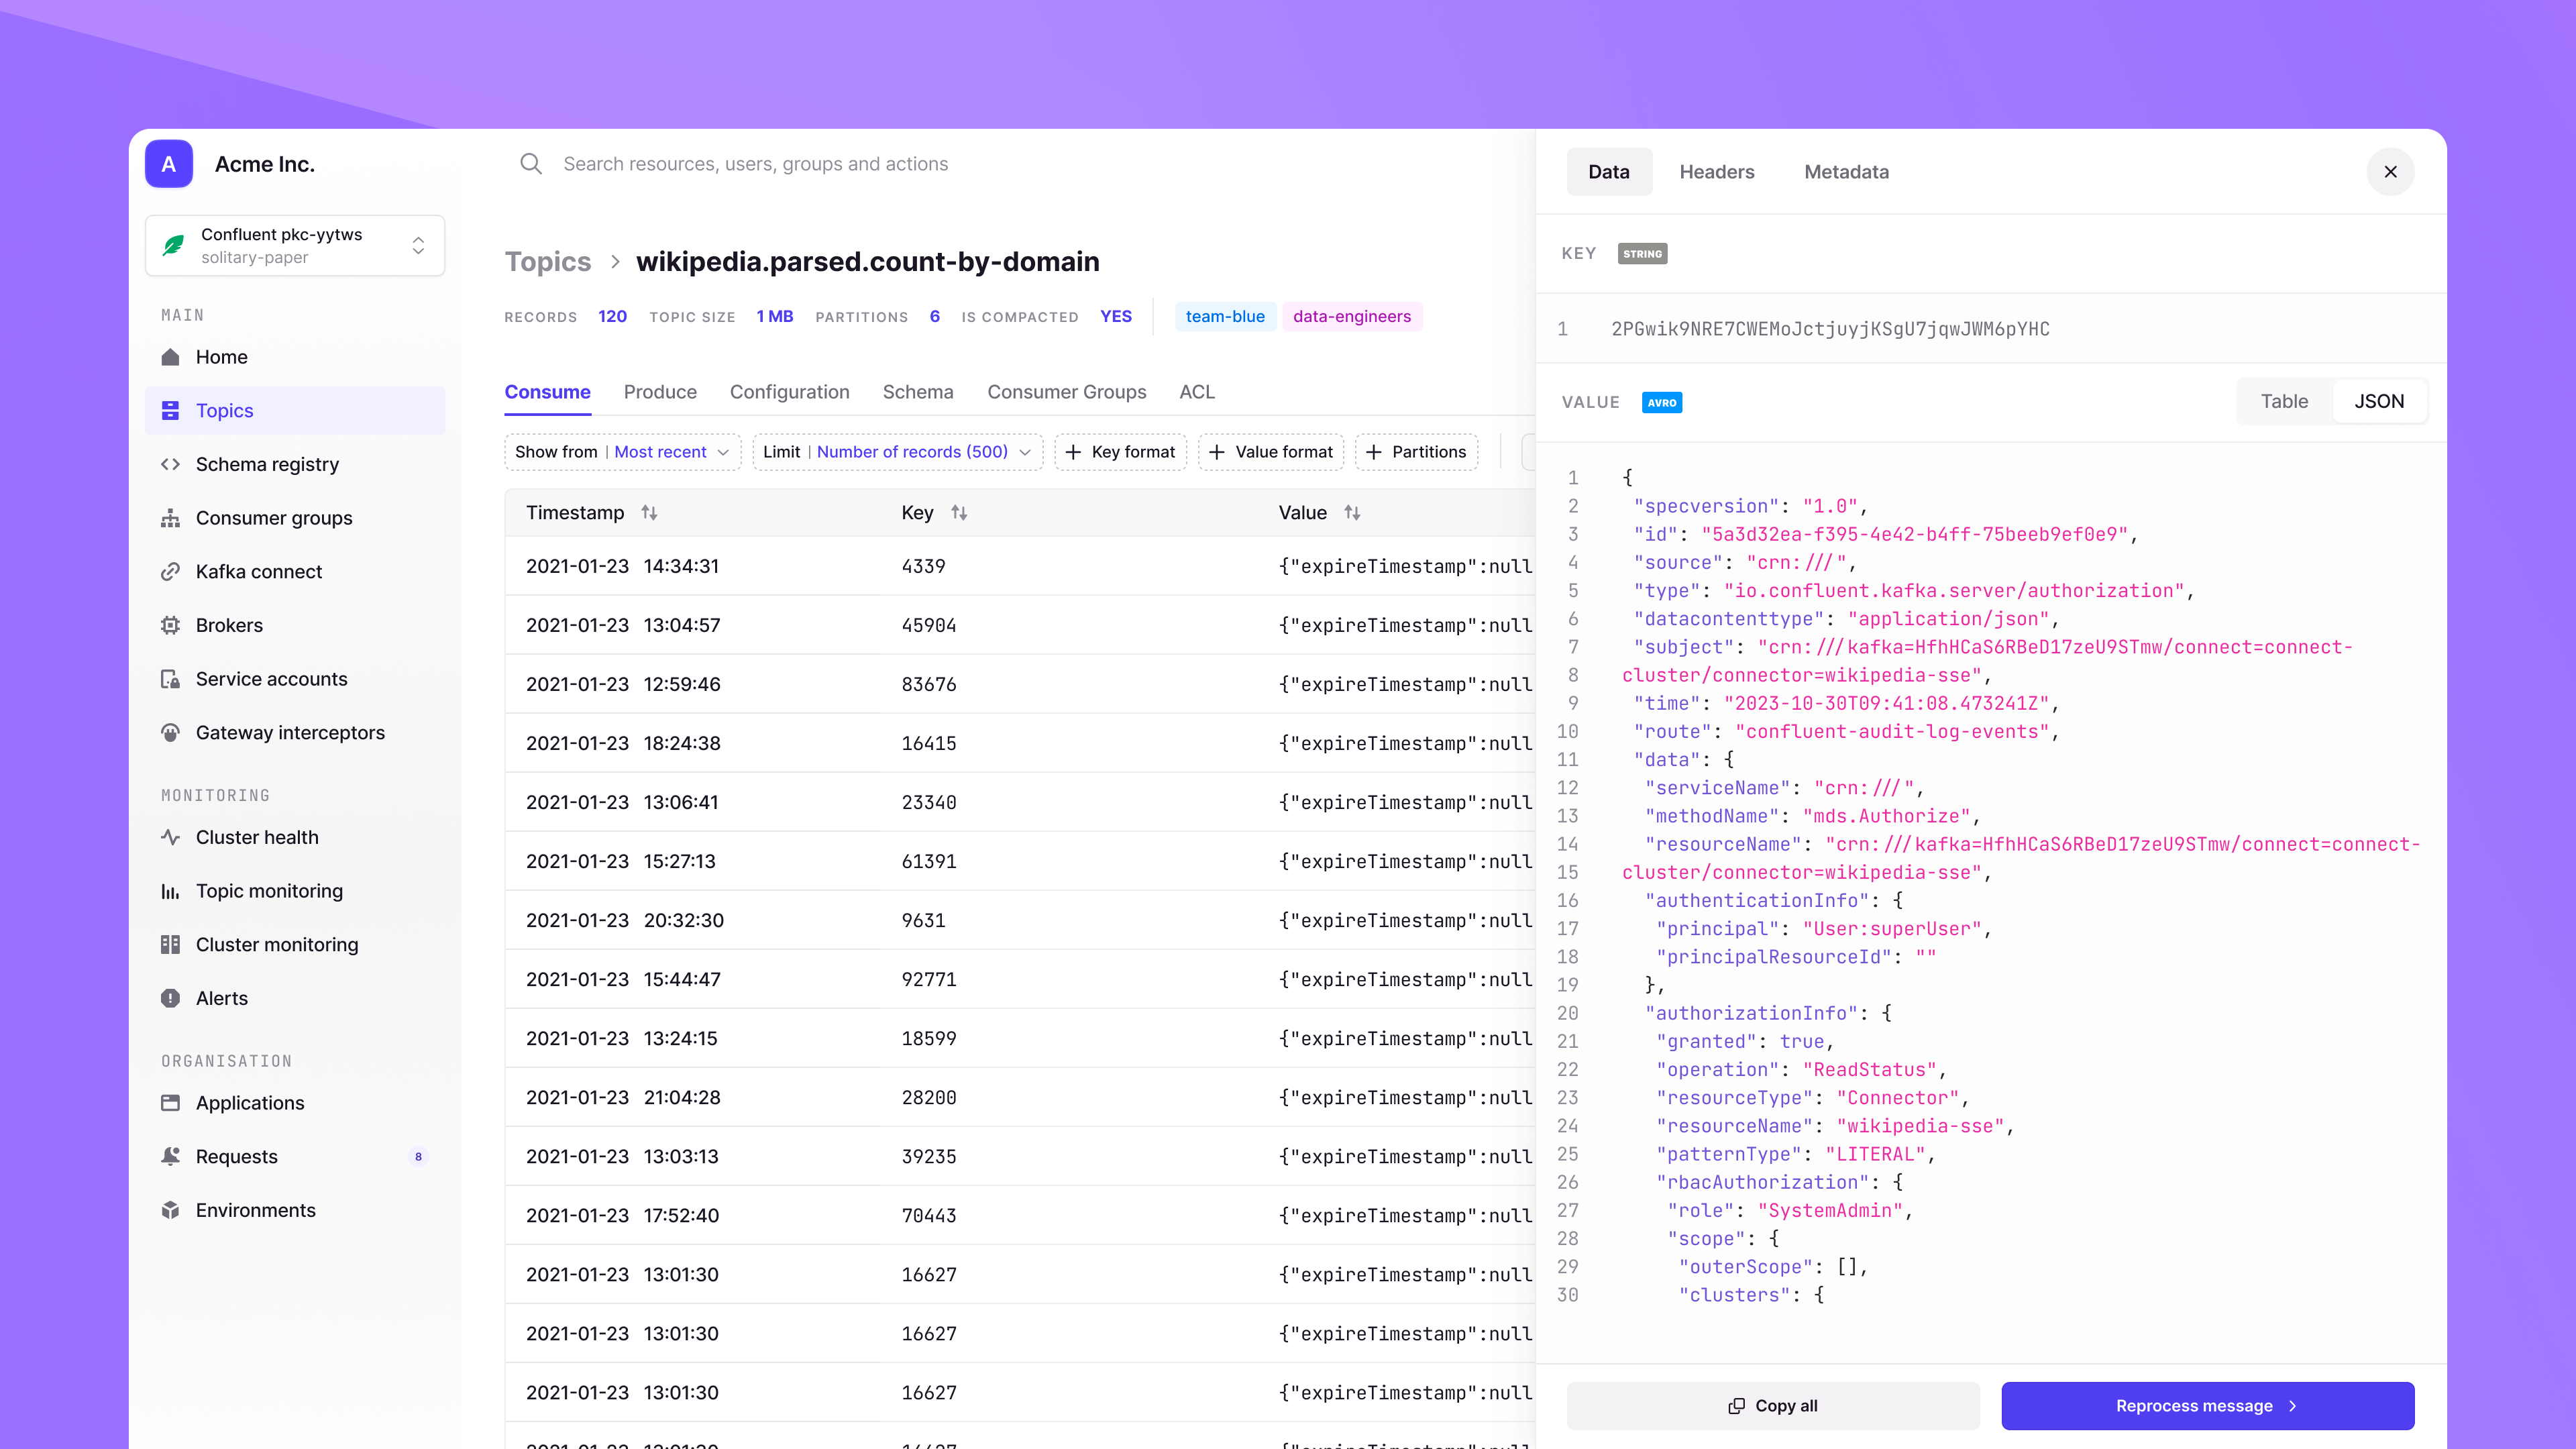 A
Acme Inc.
Search resources, users, groups and actions
Confluent pkc-yytws
solitary-paper
MAIN
Home
Topics
Schema registry
Consumer groups
Kafka connect
Brokers
Service accounts
Gateway interceptors
MONITORING
Cluster health
Topic monitoring
Cluster monitoring
Alerts
ORGANISATION
Applications
Requests 8
Environments
Topics > wikipedia.parsed.count-by-domain
RECORDS 120 TOPIC SIZE 1 MB PARTITIONS 6 IS COMPACTED YES team-blue data-engineers
Consume Produce Configuration Schema Consumer Groups ACL
Show from | Most recent Limit | Number of records (500) + Key format + Value format + Partitions
Timestamp Key Value
2021-01-23 14:34:31 4339 {"expireTimestamp":null
2021-01-23 13:04:57 45904 {"expireTimestamp":null
2021-01-23 12:59:46 83676 {"expireTimestamp":null
2021-01-23 18:24:38 16415 {"expireTimestamp":null
2021-01-23 13:06:41 23340 {"expireTimestamp":null
2021-01-23 15:27:13 61391 {"expireTimestamp":null
2021-01-23 20:32:30 9631 {"expireTimestamp":null
2021-01-23 15:44:47 92771 {"expireTimestamp":null
2021-01-23 13:24:15 18599 {"expireTimestamp":null
2021-01-23 21:04:28 28200 {"expireTimestamp":null
2021-01-23 13:03:13 39235 {"expireTimestamp":null
2021-01-23 17:52:40 70443 {"expireTimestamp":null
2021-01-23 13:01:30 16627 {"expireTimestamp":null
2021-01-23 13:01:30 16627 {"expireTimestamp":null
2021-01-23 13:01:30 16627 {"expireTimestamp":null
Data Headers Metadata
KEY STRING
1 2PGwik9NRE7CWEMoJctjuyjKSgU7jqwJWM6pYHC
VALUE AVRO Table JSON
1 {
2 "specversion": "1.0",
3 "id": "5a3d32ea-f395-4e42-b4ff-75beeb9ef0e9",
4 "source": "crn:///",
5 "type": "io.confluent.kafka.server/authorization",
6 "datacontenttype": "application/json",
7 "subject": "crn:///kafka=HfhHCaS6RBeD17zeU9STmw/connect=connect-
8 cluster/connector=wikipedia-sse",
9 "time": "2023-10-30T09:41:08.473241Z",
10 "route": "confluent-audit-log-events",
11 "data": {
12 "serviceName": "crn:///",
13 "methodName": "mds.Authorize",
14 "resourceName": "crn:///kafka=HfhHCaS6RBeD17zeU9STmw/connect=connect-
15 cluster/connector=wikipedia-sse",
16 "authenticationInfo": {
17 "principal": "User:superUser",
18 "principalResourceId": ""
19 },
20 "authorizationInfo": {
21 "granted": true,
22 "operation": "ReadStatus",
23 "resourceType": "Connector",
24 "resourceName": "wikipedia-sse",
25 "patternType": "LITERAL",
26 "rbacAuthorization": {
27 "role": "SystemAdmin",
28 "scope": {
29 "outerScope": [],
30 "clusters": {
Copy all Reprocess message >